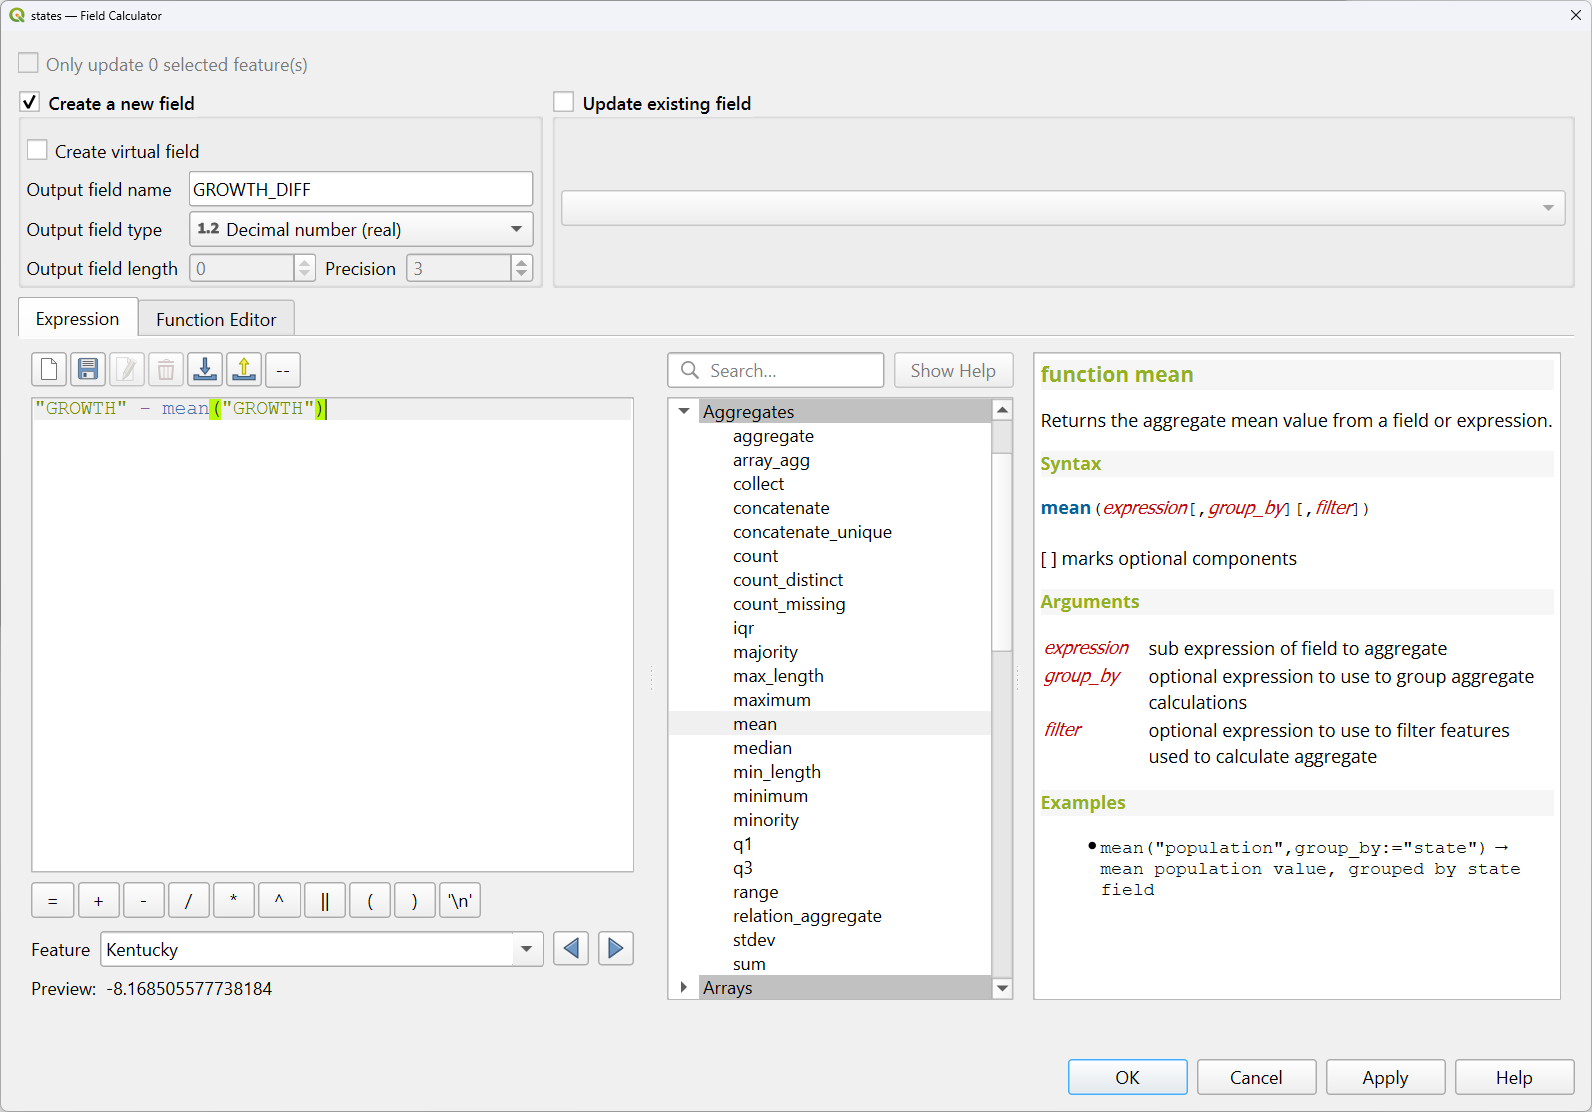 states — Field Calculator
Only update 0 selected feature(s)
Create a new field
Update existing field
Create virtual field
Output field name GROWTH_DIFF
Output field type 1.2 Decimal number (real)
Output field length 0 Precision 3
Expression Function Editor
-- Search... Show Help
"GROWTH" - mean("GROWTH")
Aggregates
aggregate
array_agg
collect
concatenate
concatenate_unique
count
count_distinct
count_missing
iqr
majority
max_length
maximum
mean
median
min_length
minimum
minority
q1
q3
range
relation_aggregate
stdev
sum
Arrays
function mean
Returns the aggregate mean value from a field or expression.
Syntax
mean(expression[,group_by][,filter])
[ ] marks optional components
Arguments
expression sub expression of field to aggregate
group_by optional expression to use to group aggregate
calculations
filter optional expression to use to filter features
used to calculate aggregate
Examples
mean("population",group_by:="state") →
mean population value, grouped by state
field
= + - / * ^ || ( ) '\n'
Feature Kentucky
Preview: -8.168505577738184
OK Cancel Apply Help